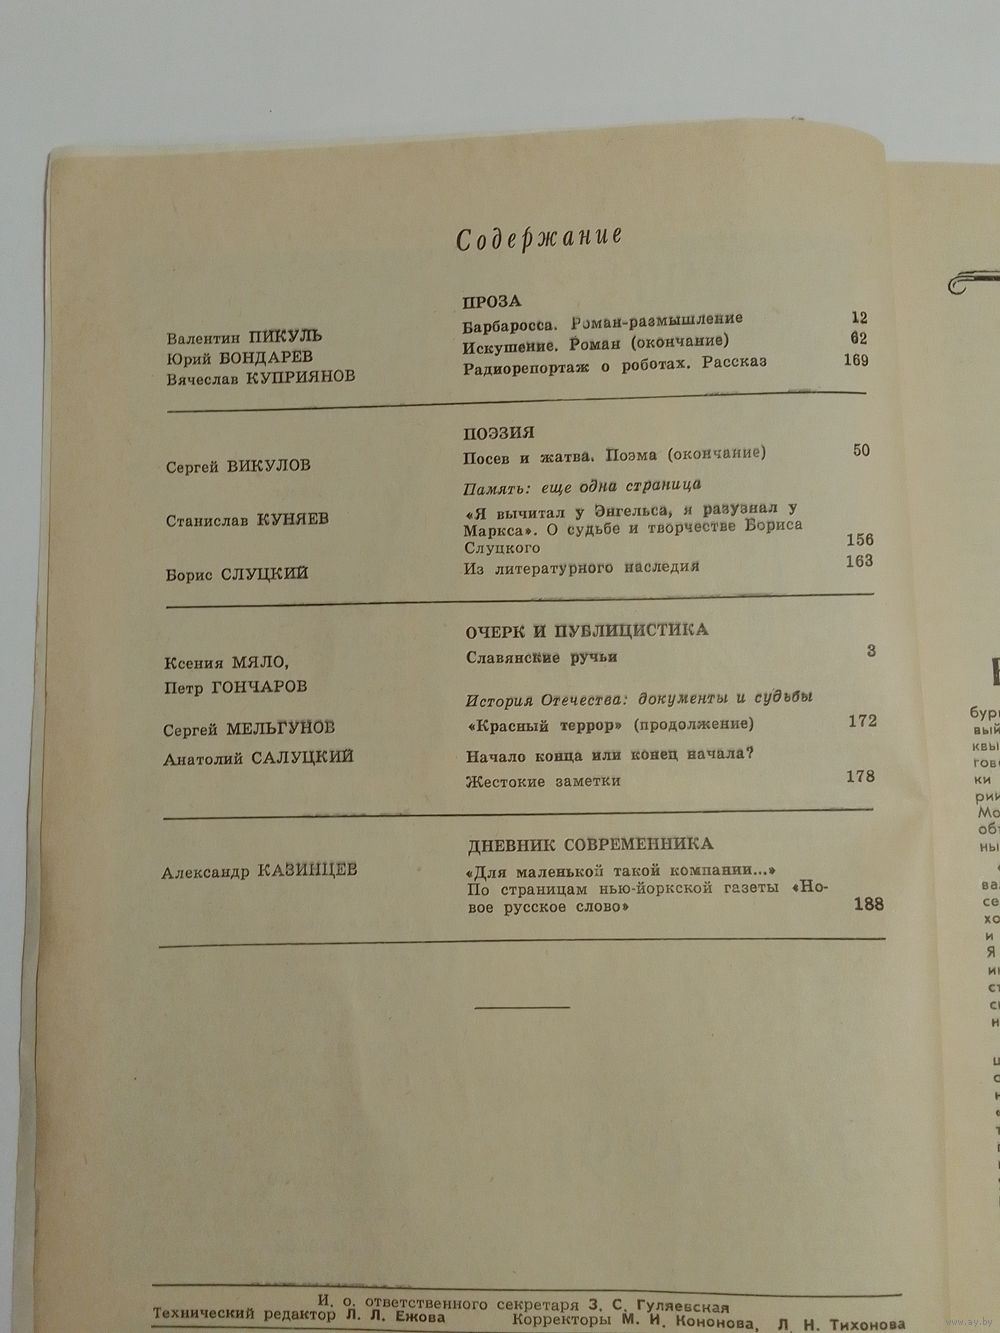 Содержание
ПРОЗА
Валентин ПИКУЛЬ Барбаросса. Роман-размышление 12
Юрий БОНДАРЕВ Искушение. Роман (окончание) 62
Вячеслав КУПРИЯНОВ Радиорепортаж о роботах. Рассказ 169
ПОЭЗИЯ
Сергей ВИКУЛОВ Посев и жатва. Поэма (окончание) 50
Память: еще одна страница
Станислав КУНЯЕВ «Я вычитал у Энгельса, я разузнал у
Маркса». О судьбе и творчестве Бориса
Слуцкого 156
Борис СЛУЦКИЙ Из литературного наследия 163
ОЧЕРК И ПУБЛИЦИСТИКА
Ксения МЯЛО, Славянские ручьи 3
Петр ГОНЧАРОВ
История Отечества: документы и судьбы
Сергей МЕЛЬГУНОВ «Красный террор» (продолжение) 172
Анатолий САЛУЦКИЙ Начало конца или конец начала?
Жестокие заметки 178
ДНЕВНИК СОВРЕМЕННИКА
Александр КАЗИНЦЕВ «Для маленькой такой компании...»
По страницам нью-йоркской газеты «Но-
вое русское слово» 188
И. о. ответственного секретаря З. С. Гуляевская
Технический редактор Л. Л. Ежова Корректоры М. И. Кононова, Л. Н. Тихонова
www.ay.by